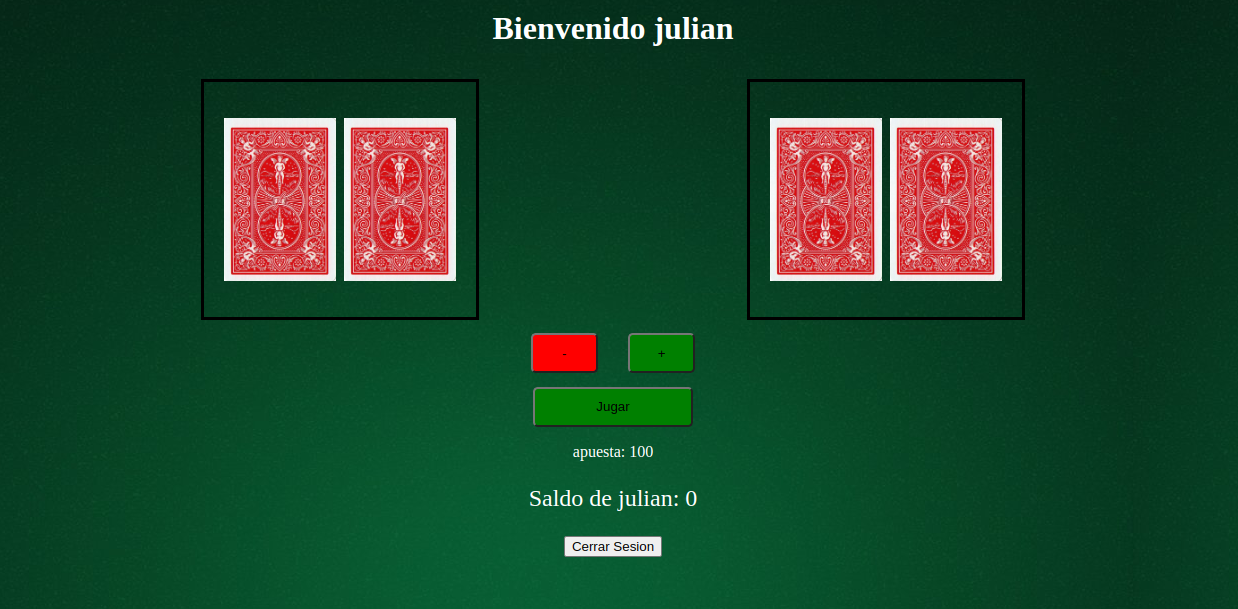 Bienvenido julian
- +
Jugar
apuesta: 100
Saldo de julian: 0
Cerrar Sesion